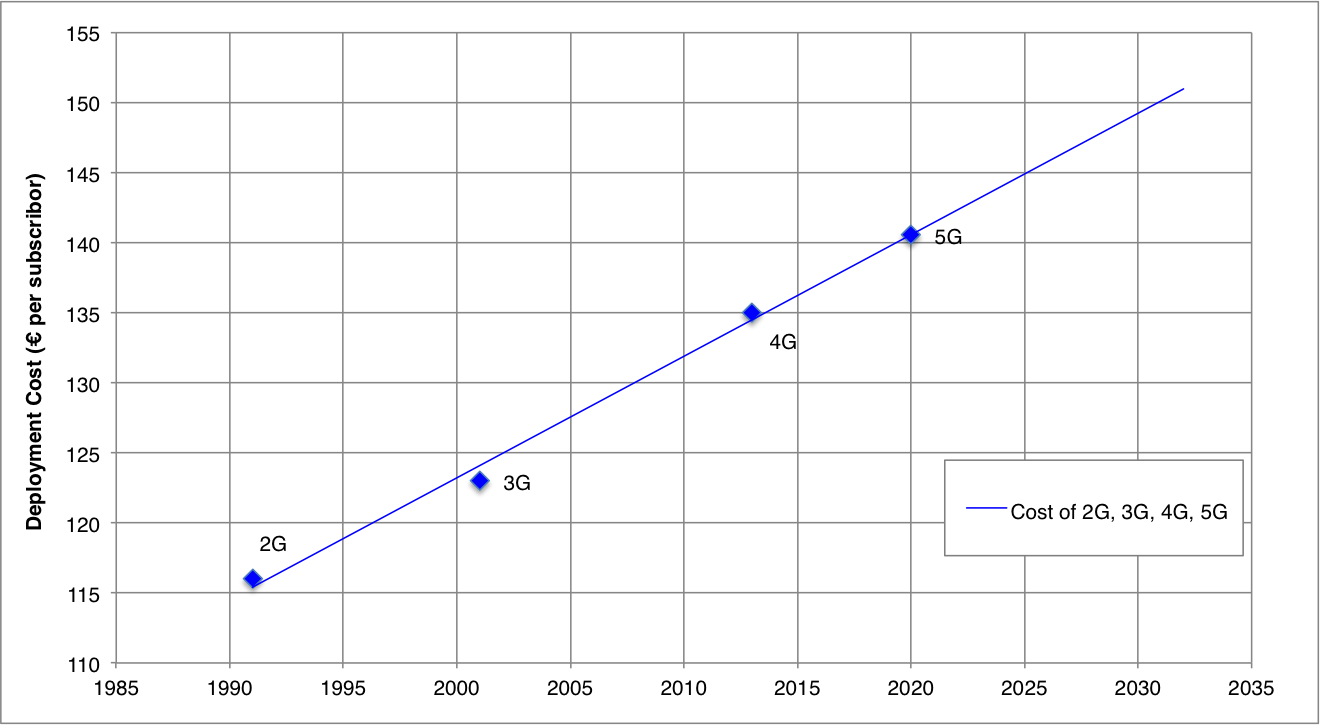 155
150
145
140
135
130
125
120
115
110
Deployment Cost (€ per subscribor)
2G
3G
4G
5G
Cost of 2G, 3G, 4G, 5G
1985 1990 1995 2000 2005 2010 2015 2020 2025 2030 2035